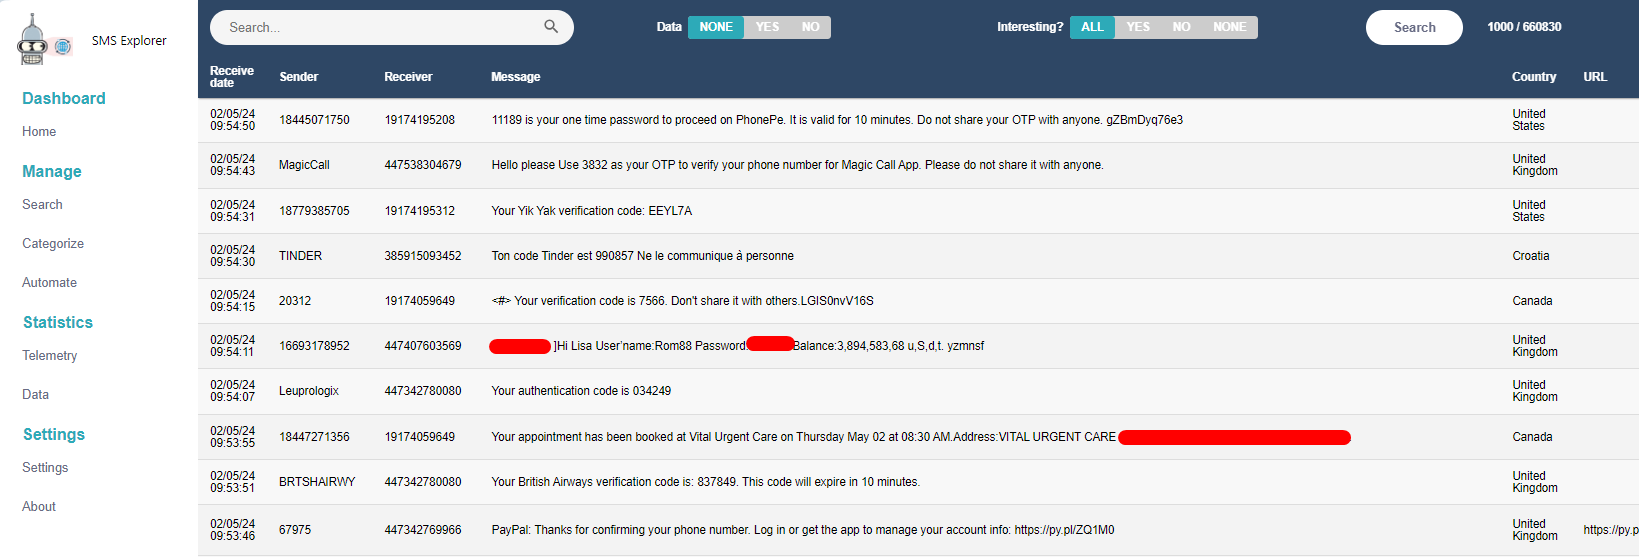 SMS Explorer
Dashboard
Home
Manage
Search
Categorize
Automate
Statistics
Telemetry
Data
Settings
Settings
About
Search...
Data NONE YES NO
Interesting? ALL YES NO NONE
Search
1000 / 660830
Receive date Sender Receiver Message Country URL
02/05/24 09:54:50 18445071750 19174195208 11189 is your one time password to proceed on PhonePe. It is valid for 10 minutes. Do not share your OTP with anyone. gZBmDyq76e3 United States
02/05/24 09:54:43 MagicCall 447538304679 Hello please Use 3832 as your OTP to verify your phone number for Magic Call App. Please do not share it with anyone. United Kingdom
02/05/24 09:54:31 18779385705 19174195312 Your Yik Yak verification code: EEYL7A United States
02/05/24 09:54:30 TINDER 385915093452 Ton code Tinder est 990857 Ne le communique à personne Croatia
02/05/24 09:54:15 20312 19174059649 <#> Your verification code is 7566. Don't share it with others.LGIS0nvV16S Canada
02/05/24 09:54:11 16693178952 447407603569 ]Hi Lisa User'name:Rom88 Password: Balance:3,894,583,68 u,S,d,t. yzmnsf United Kingdom
02/05/24 09:54:07 Leuprologix 447342780080 Your authentication code is 034249 United Kingdom
02/05/24 09:53:55 18447271356 19174059649 Your appointment has been booked at Vital Urgent Care on Thursday May 02 at 08:30 AM.Address:VITAL URGENT CARE Canada
02/05/24 09:53:51 BRTSHAIRWY 447342780080 Your British Airways verification code is: 837849. This code will expire in 10 minutes. United Kingdom
02/05/24 09:53:46 67975 447342769966 PayPal: Thanks for confirming your phone number. Log in or get the app to manage your account info: https://py.pl/ZQ1M0 United Kingdom https://py.p